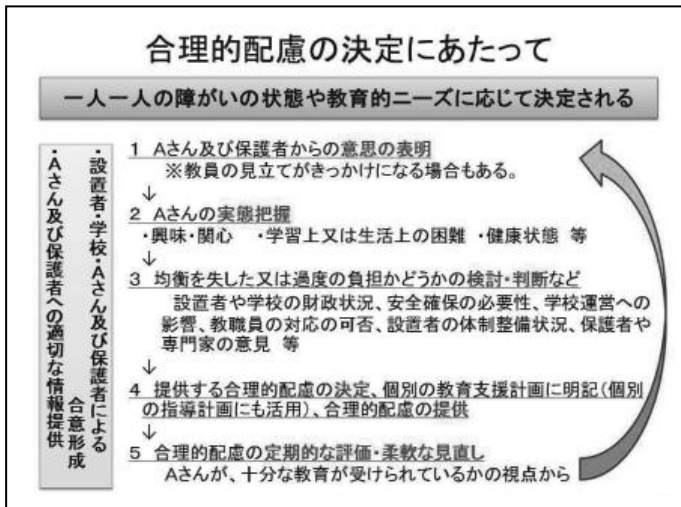 合理的配慮の決定にあたって
一人一人の障がいの状態や教育的ニーズに応じて決定される
・設置者・学校・Aさん及び保護者による
合意形成
・Aさん及び保護者への適切な情報提供
1 Aさん及び保護者からの意思の表明
※教員の見立てがきっかけになる場合もある。
↓
2 Aさんの実態把握
・興味・関心 ・学習上又は生活上の困難 ・健康状態 等
↓
3 均衡を失した又は過度の負担かどうかの検討・判断など
設置者や学校の財政状況、安全確保の必要性、学校運営への
影響、教職員の対応の可否、設置者の体制整備状況、保護者や
専門家の意見 等
↓
4 提供する合理的配慮の決定、個別の教育支援計画に明記(個別
の指導計画にも活用)、合理的配慮の提供
↓
5 合理的配慮の定期的な評価・柔軟な見直し
Aさんが、十分な教育が受けられているかの視点から